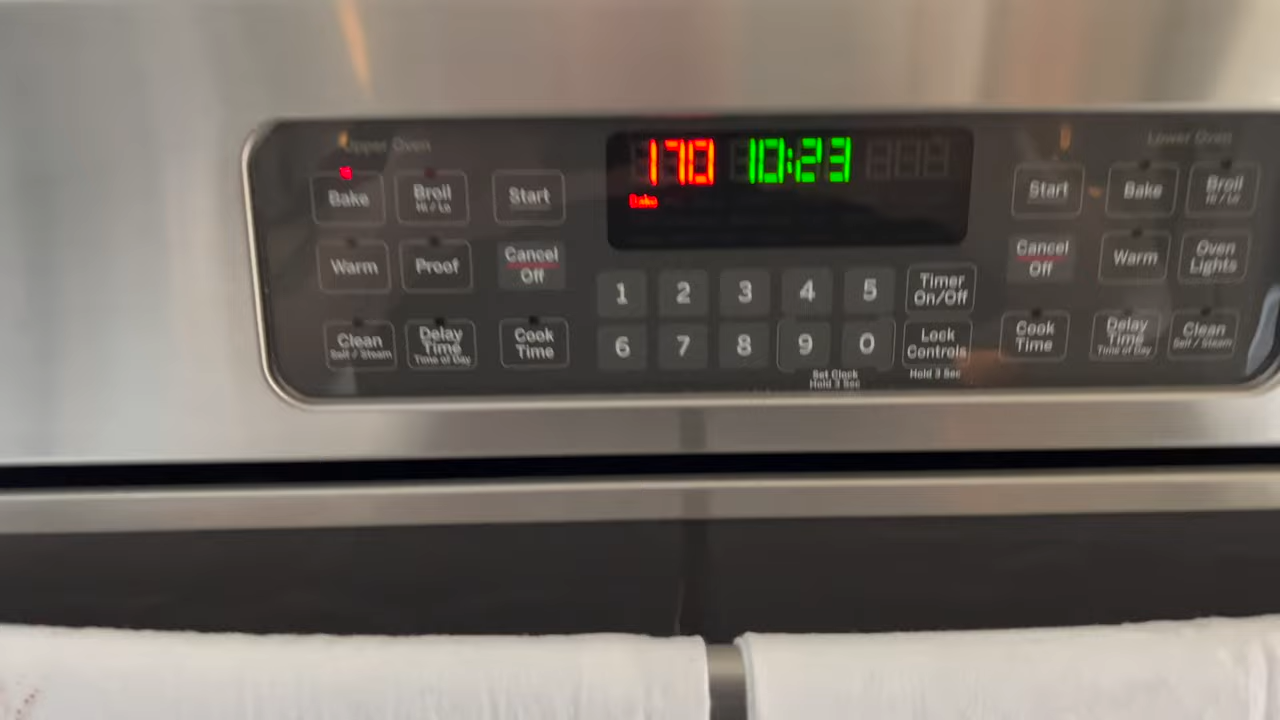 Upper Oven
Bake
Broil
Hi / Lo
Start
Warm
Proof
Cancel
Off
Clean
Self / Steam
Delay
Time
Time of Day
Cook
Time
170 10:23
Bake
1 2 3 4 5
Timer
On/Off
6 7 8 9 0
Lock
Controls
Set Clock
Hold 3 Sec
Hold 3 Sec
Lower Oven
Start
Bake
Broil
Hi / Lo
Cancel
Off
Warm
Oven
Lights
Cook
Time
Delay
Time
Time of Day
Clean
Self / Steam